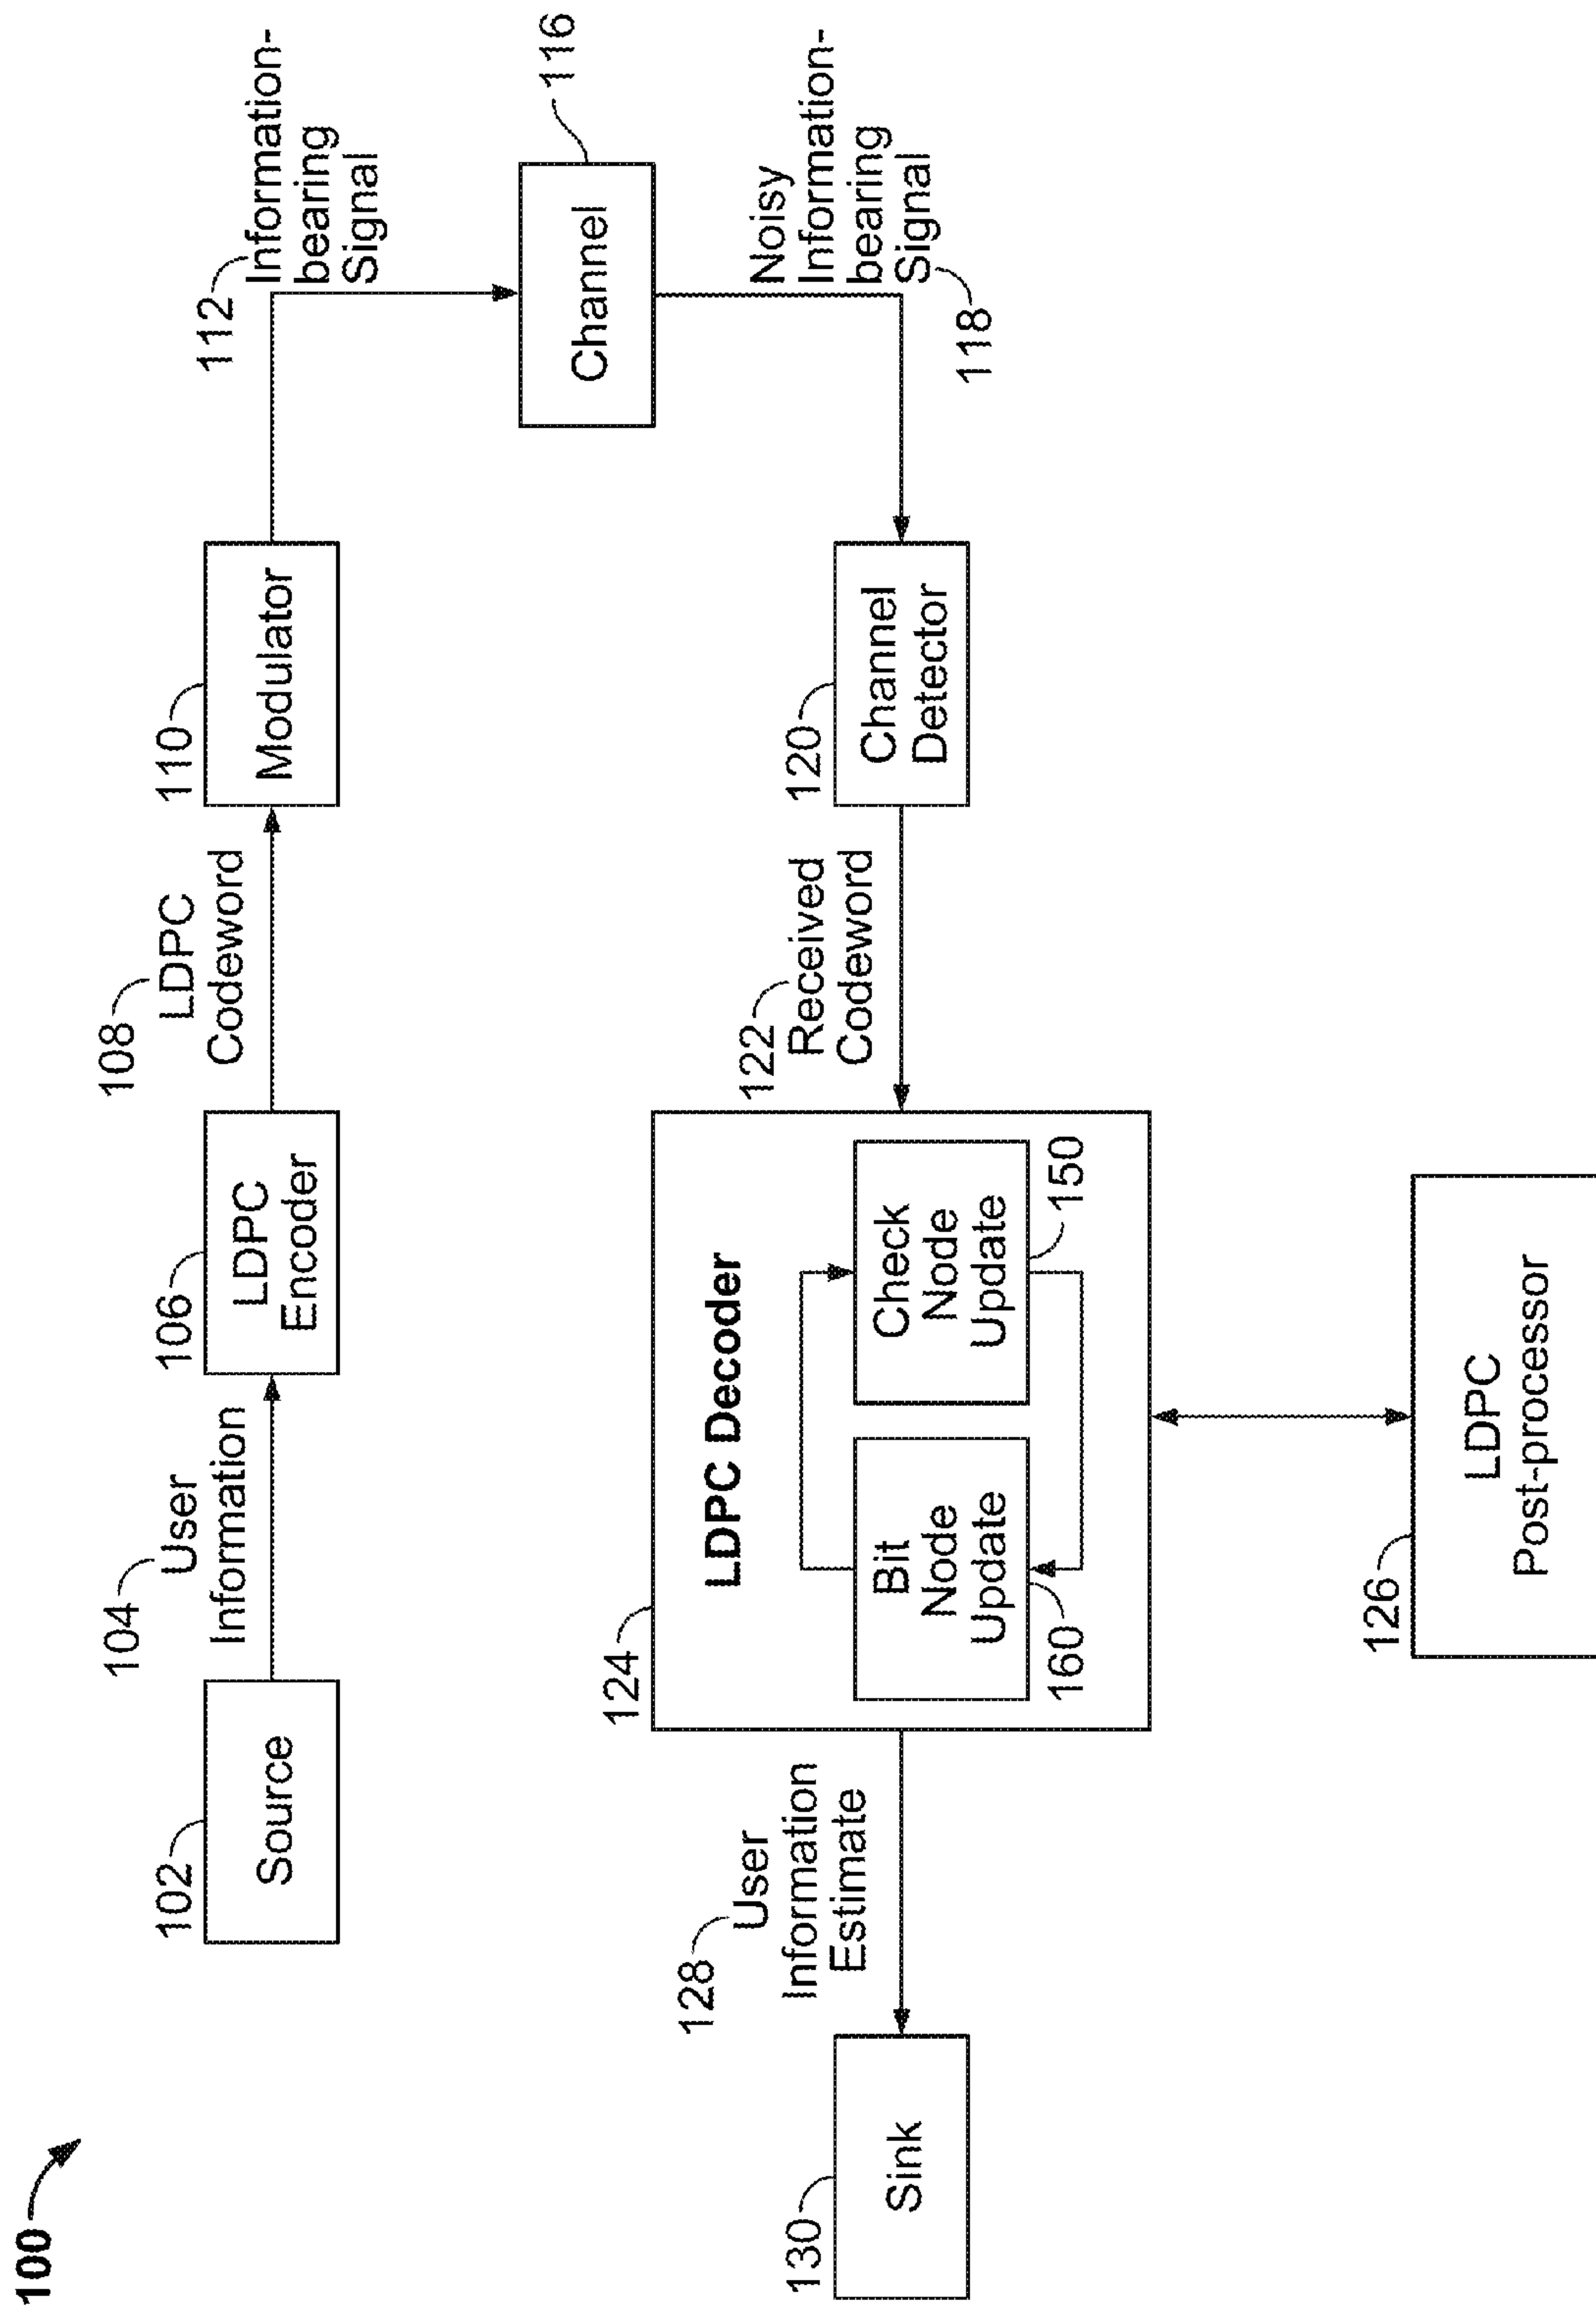 100
104
User
Information
108
LDPC
Codeword
112
Information-
bearing
Signal
102
Source
106
LDPC
Encoder
110
Modulator
116
Channel
Noisy
Information-
bearing
Signal
118
120
Channel
Detector
122
Received
Codeword
124
LDPC Decoder
Bit
Node
Update
160
Check
Node
Update
150
128
User
Information
Estimate
130
Sink
126
LDPC
Post-processor